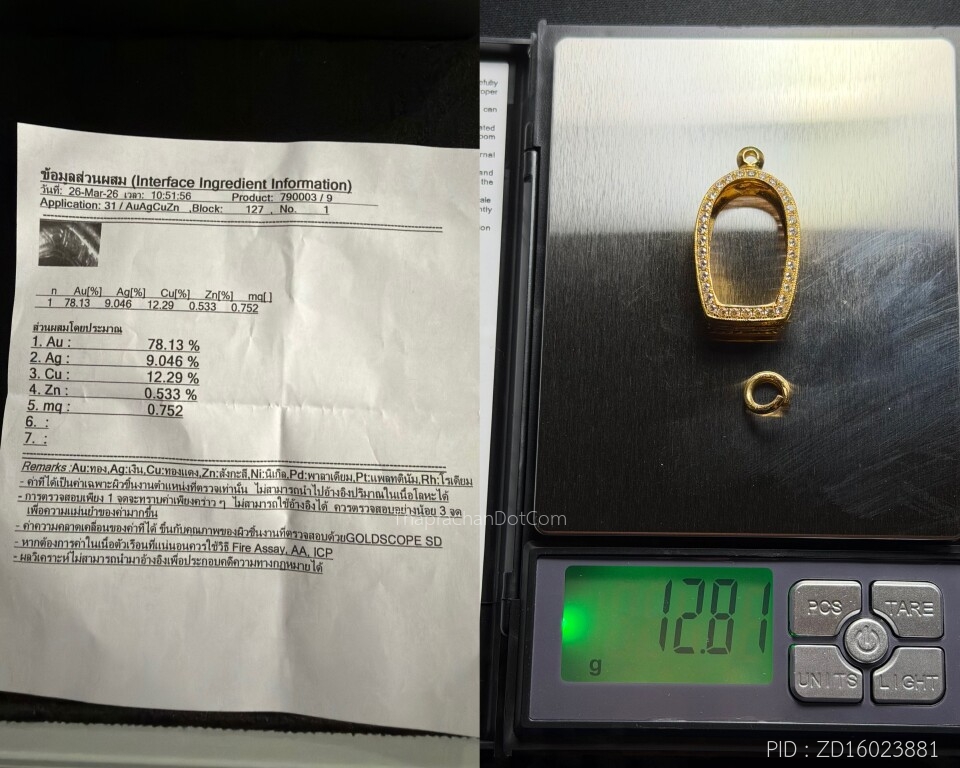 ข้อมูลส่วนผสม (Interface Ingredient Information)
วันที่: 26-Mar-26 เวลา: 10:51:56 Product: 790003 / 9
Application: 31 / AuAgCuZn ,Block: 127 , No. 1
n Au[%] Ag[%] Cu[%] Zn[%] mq[ ]
1 78.13 9.046 12.29 0.533 0.752
ส่วนผสมโดยประมาณ
1. Au : 78.13 %
2. Ag : 9.046 %
3. Cu : 12.29 %
4. Zn : 0.533 %
5. mq : 0.752
6. :
7. :
Remarks :Au:ทอง,Ag:เงิน,Cu:ทองแดง,Zn:สังกะสี,Ni:นิเกิล,Pd:พาลาเดียม,Pt:แพลทตินัม,Rh:โรเดียม
- ค่าที่ได้เป็นค่าเฉพาะผิวชิ้นงานตำแหน่งที่ตรวจเท่านั้น ไม่สามารถนำไปอ้างอิงปริมาณในเนื้อโลหะได้
- การตรวจสอบเพียง 1 จุดจะทราบค่าเพียงคร่าว ๆ ไม่สามารถใช้อ้างอิงได้ ควรตรวจสอบอย่างน้อย 3 จุด
เพื่อความแม่นยำของค่ามากขึ้น
- ค่าความคลาดเคลื่อนของค่าที่ได้ ขึ้นกับคุณภาพของผิวชิ้นงานที่ตรวจสอบด้วยGOLDSCOPE SD
- หากต้องการค่าในเนื้อตัวเรือนที่แน่นอนควรใช้วิธี Fire Assay, AA, ICP
- ผลวิเคราะห์ไม่สามารถนำมาอ้างอิงเพื่อประกอบคดีความทางกฎหมายได้
ThaprachanDotCom
can
and
the
12.81
g
PCS
TARE
UNITS
LIGHT
PID : ZD16023881